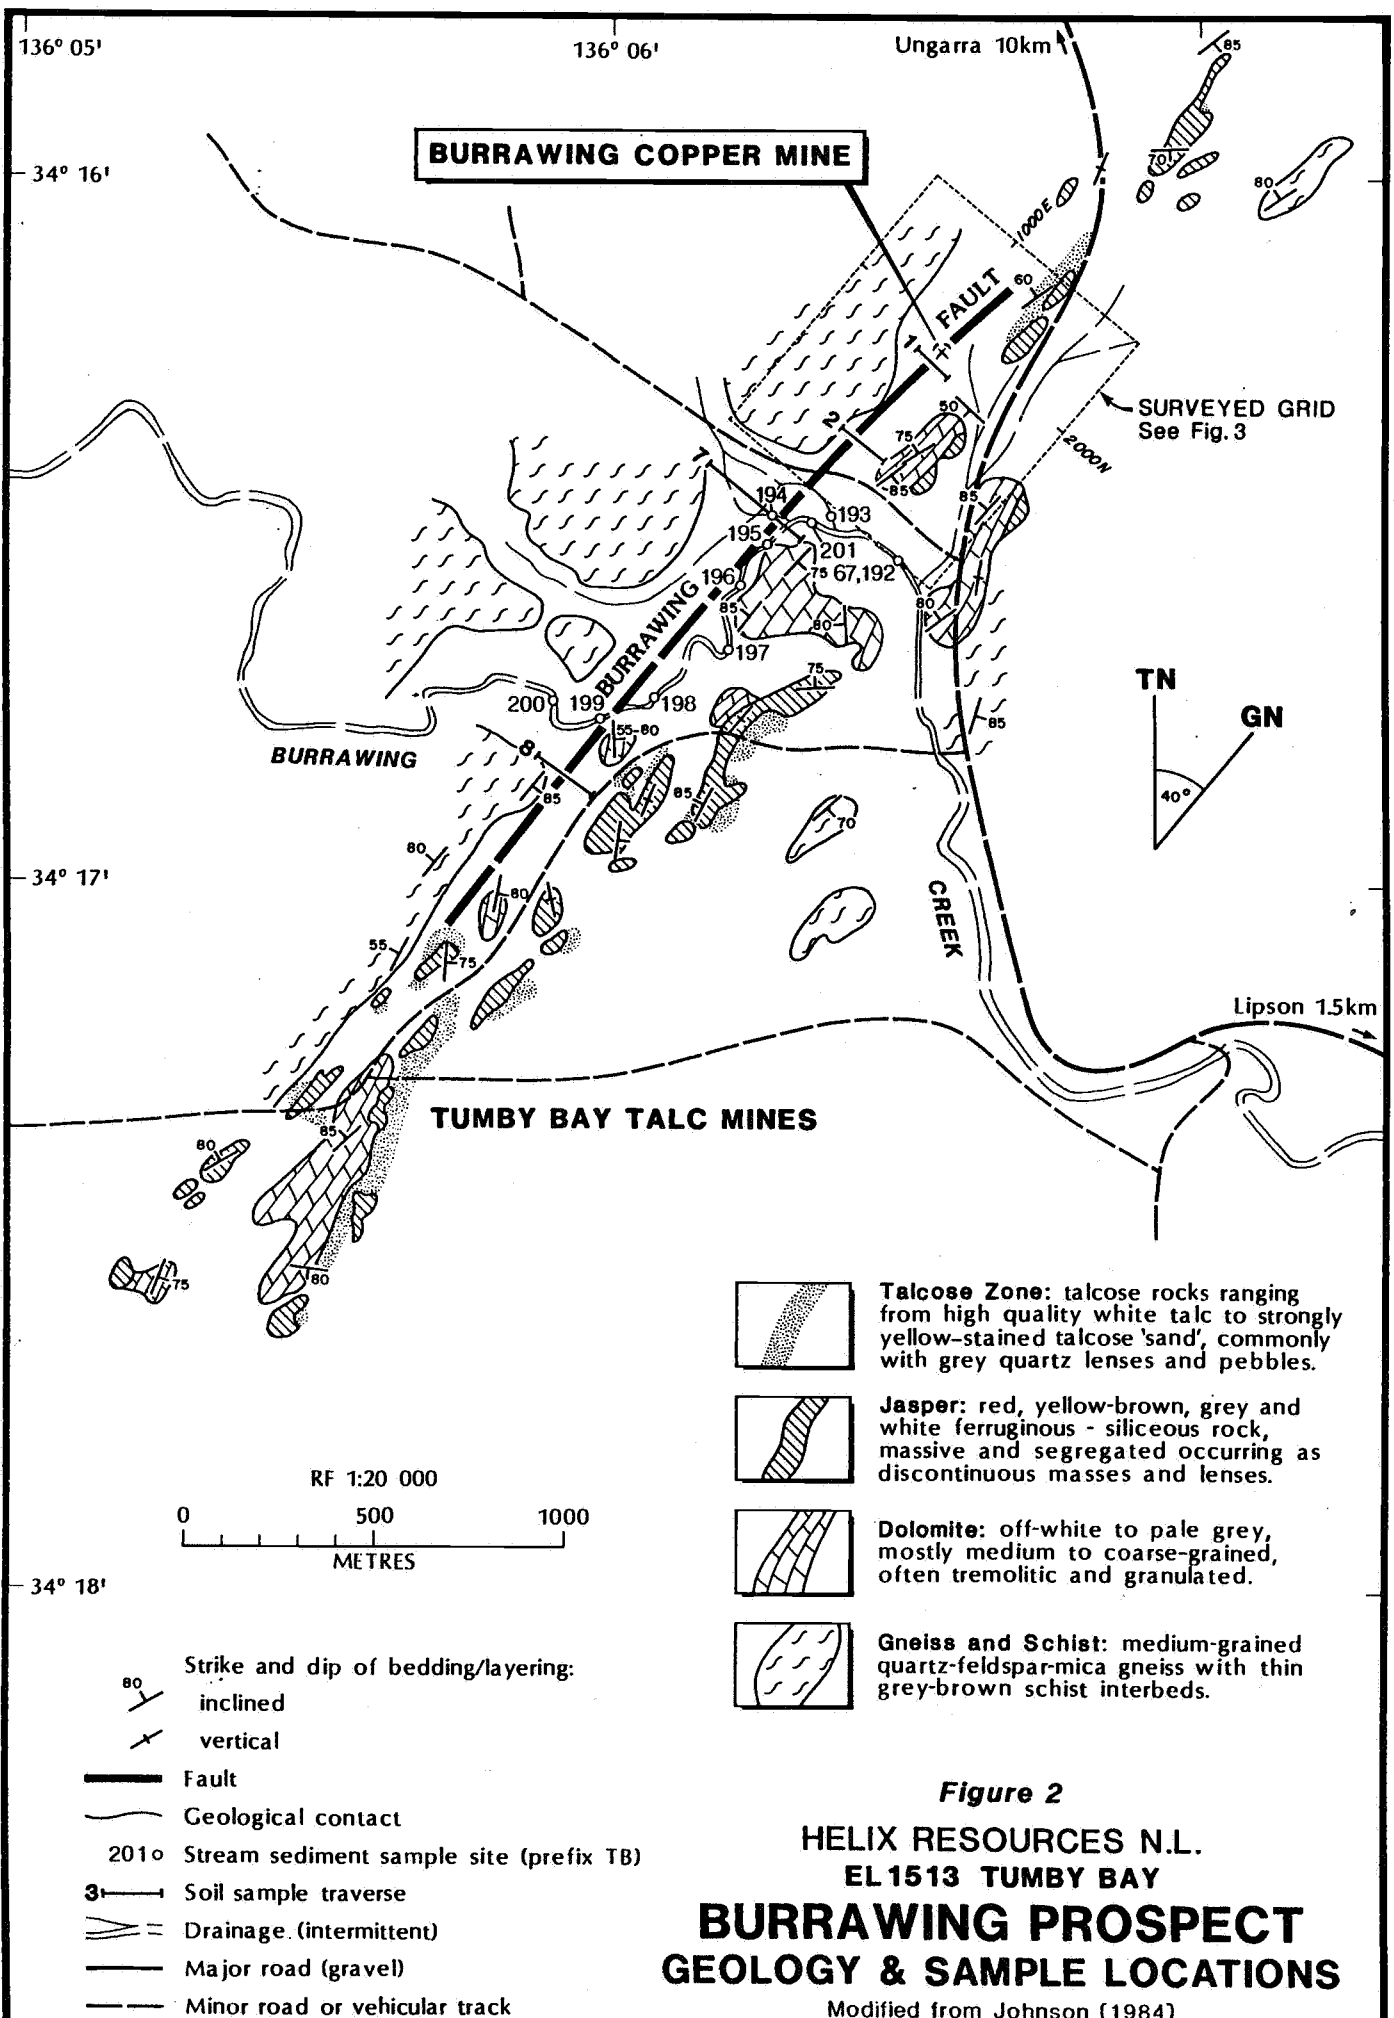 136° 05'
136° 06'
Ungarra 10km
85
BURRAWING COPPER MINE
34° 16'
70
80
1000E
60
FAULT
1
SURVEYED GRID
See Fig. 3
50
2
75
2000N
7
85
85
194
193
195
201
75
67,192
196
85
80
80
BURRAWING
197
75
TN
200
199
198
GN
85
55-80
BURRAWING
8
85
85
40°
70
80
34° 17'
80
CREEK
55
75
Lipson 1.5km
TUMBY BAY TALC MINES
85
80
80
75
Talcose Zone: talcose rocks ranging
from high quality white talc to strongly
yellow-stained talcose 'sand', commonly
with grey quartz lenses and pebbles.
Jasper: red, yellow-brown, grey and
white ferruginous - siliceous rock,
massive and segregated occurring as
discontinuous masses and lenses.
RF 1:20 000
0 500 1000
METRES
Dolomite: off-white to pale grey,
mostly medium to coarse-grained,
often tremolitic and granulated.
34° 18'
Gneiss and Schist: medium-grained
quartz-feldspar-mica gneiss with thin
grey-brown schist interbeds.
Strike and dip of bedding/layering:
80 inclined
vertical
Fault
Geological contact
201 Stream sediment sample site (prefix TB)
3 Soil sample traverse
Drainage. (intermittent)
Major road (gravel)
Minor road or vehicular track
Figure 2
HELIX RESOURCES N.L.
EL1513 TUMBY BAY
BURRAWING PROSPECT
GEOLOGY & SAMPLE LOCATIONS
Modified from Johnson (1984)